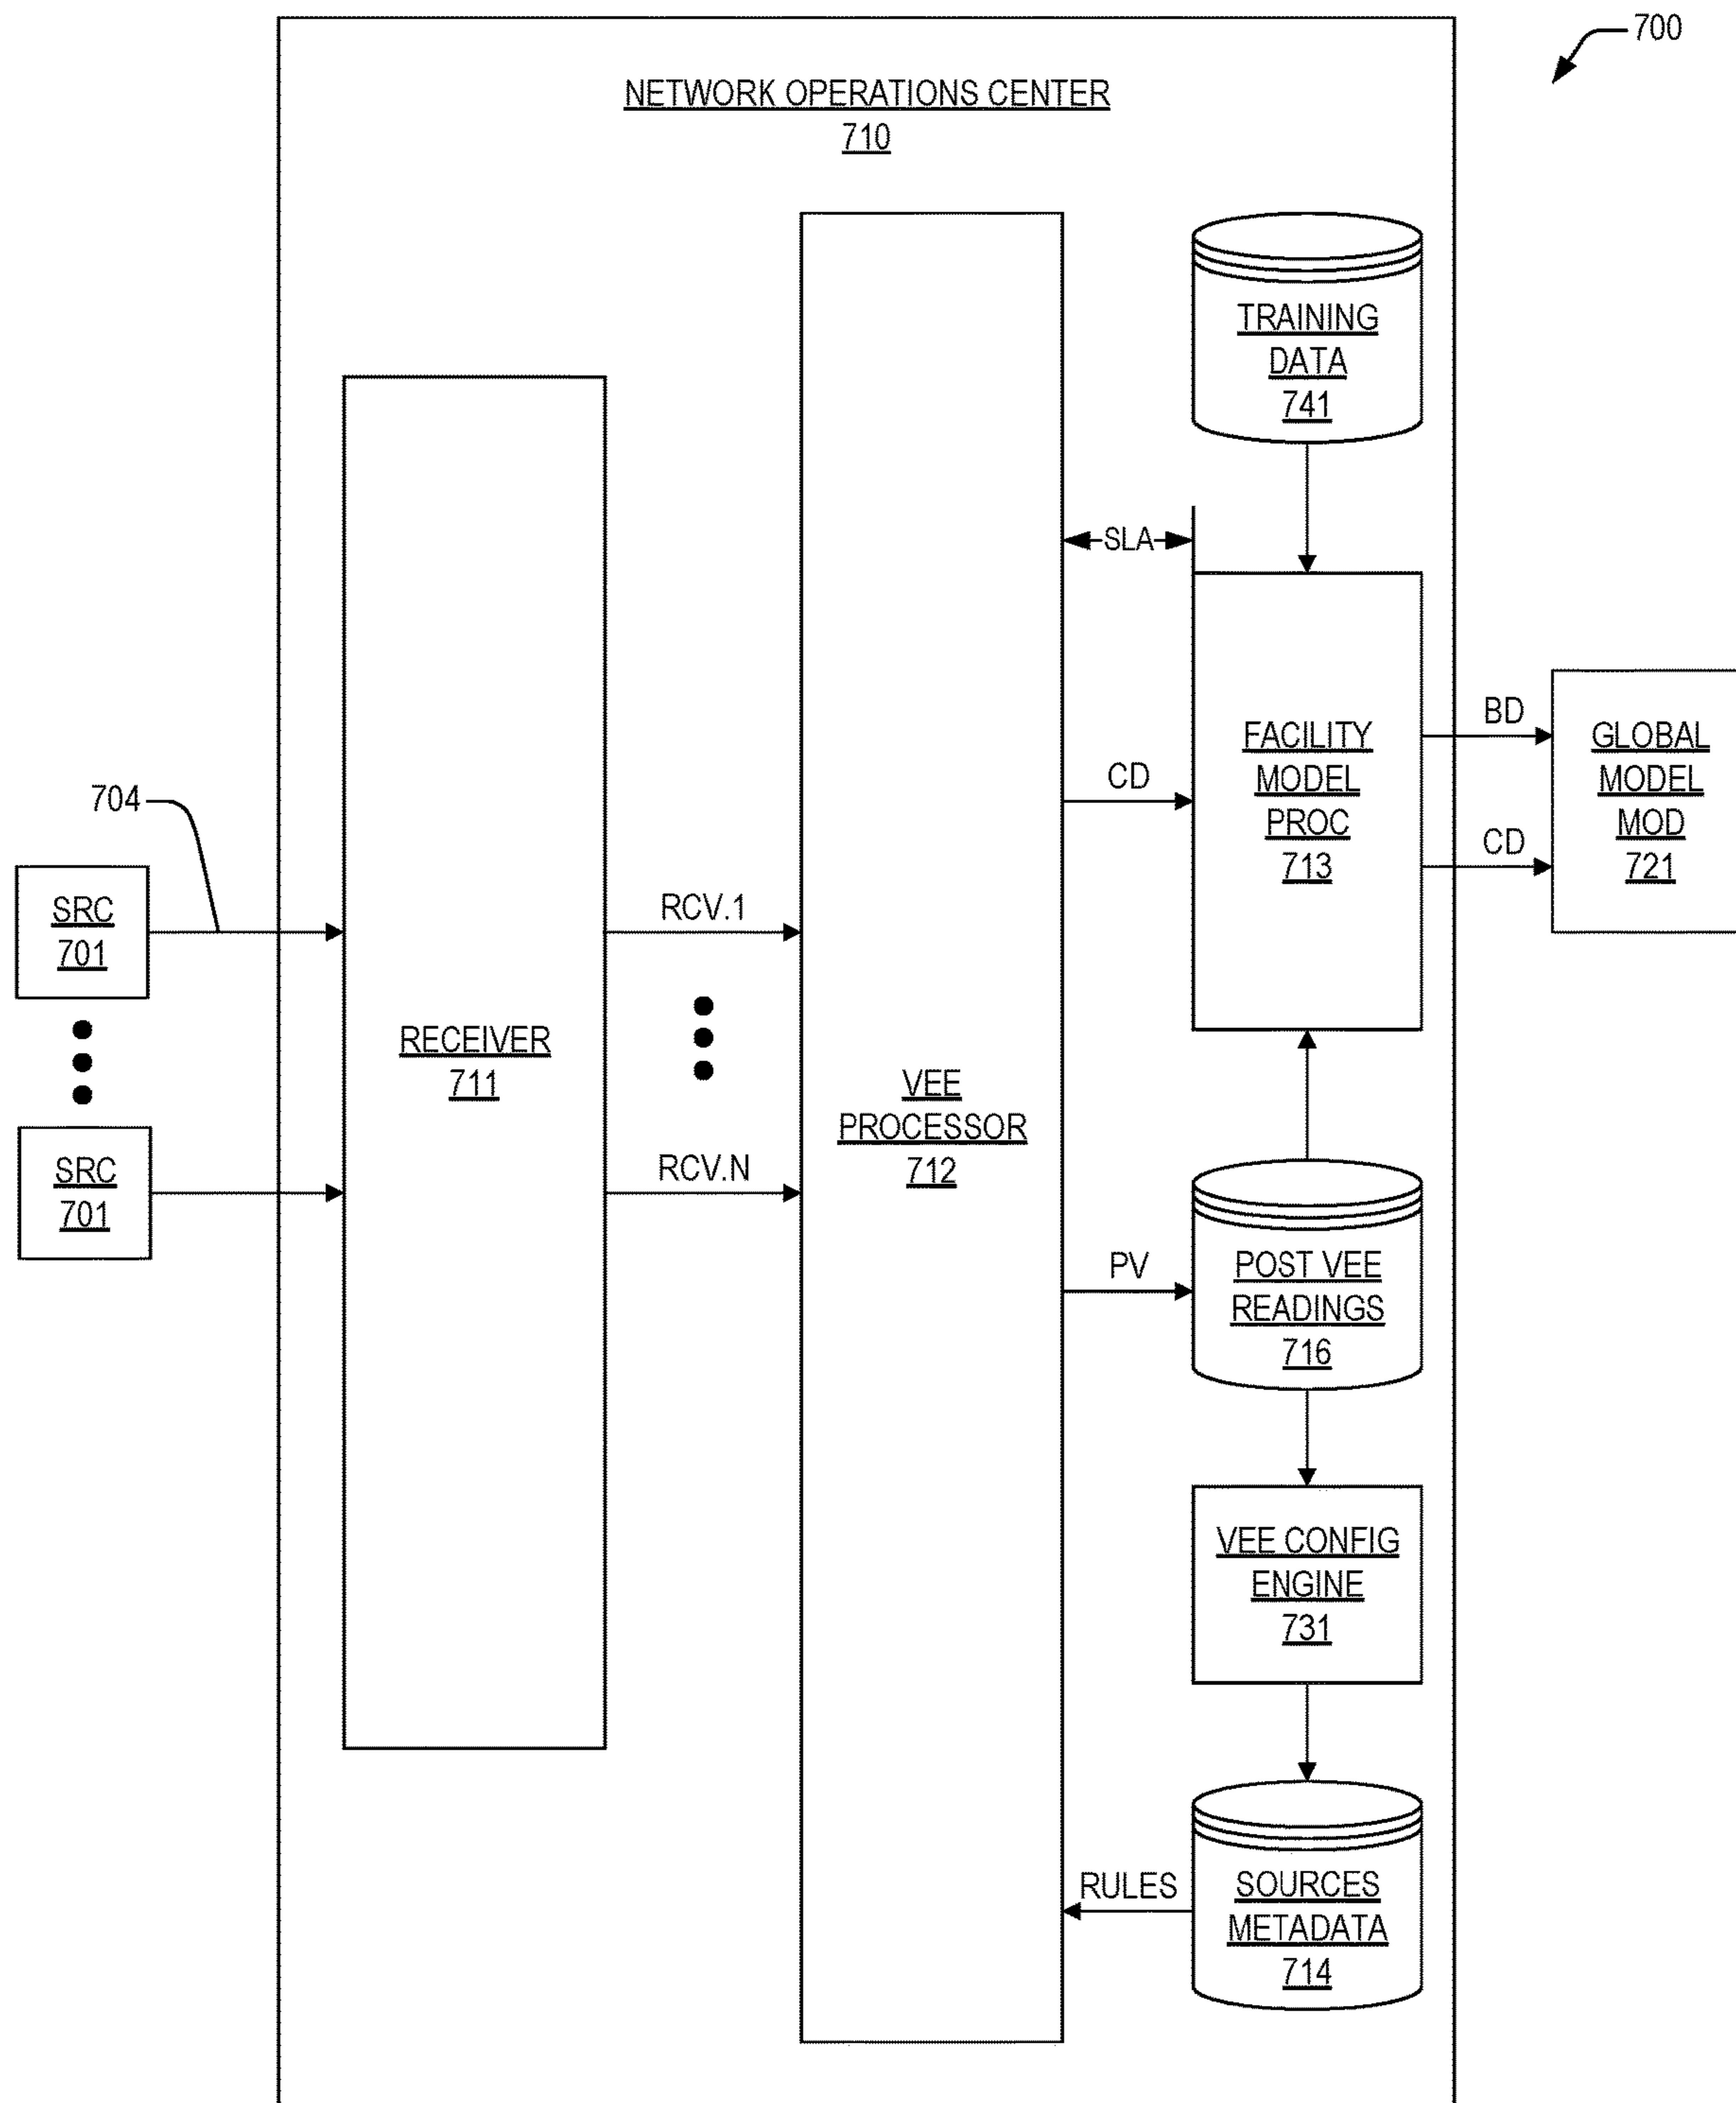 700
NETWORK OPERATIONS CENTER
710
TRAINING
DATA
741
SLA
FACILITY
MODEL
PROC
713
BD
CD
GLOBAL
MODEL
MOD
721
CD
704
SRC
701
RCV.1
RECEIVER
711
VEE
PROCESSOR
712
SRC
701
RCV.N
PV
POST VEE
READINGS
716
VEE CONFIG
ENGINE
731
RULES
SOURCES
METADATA
714